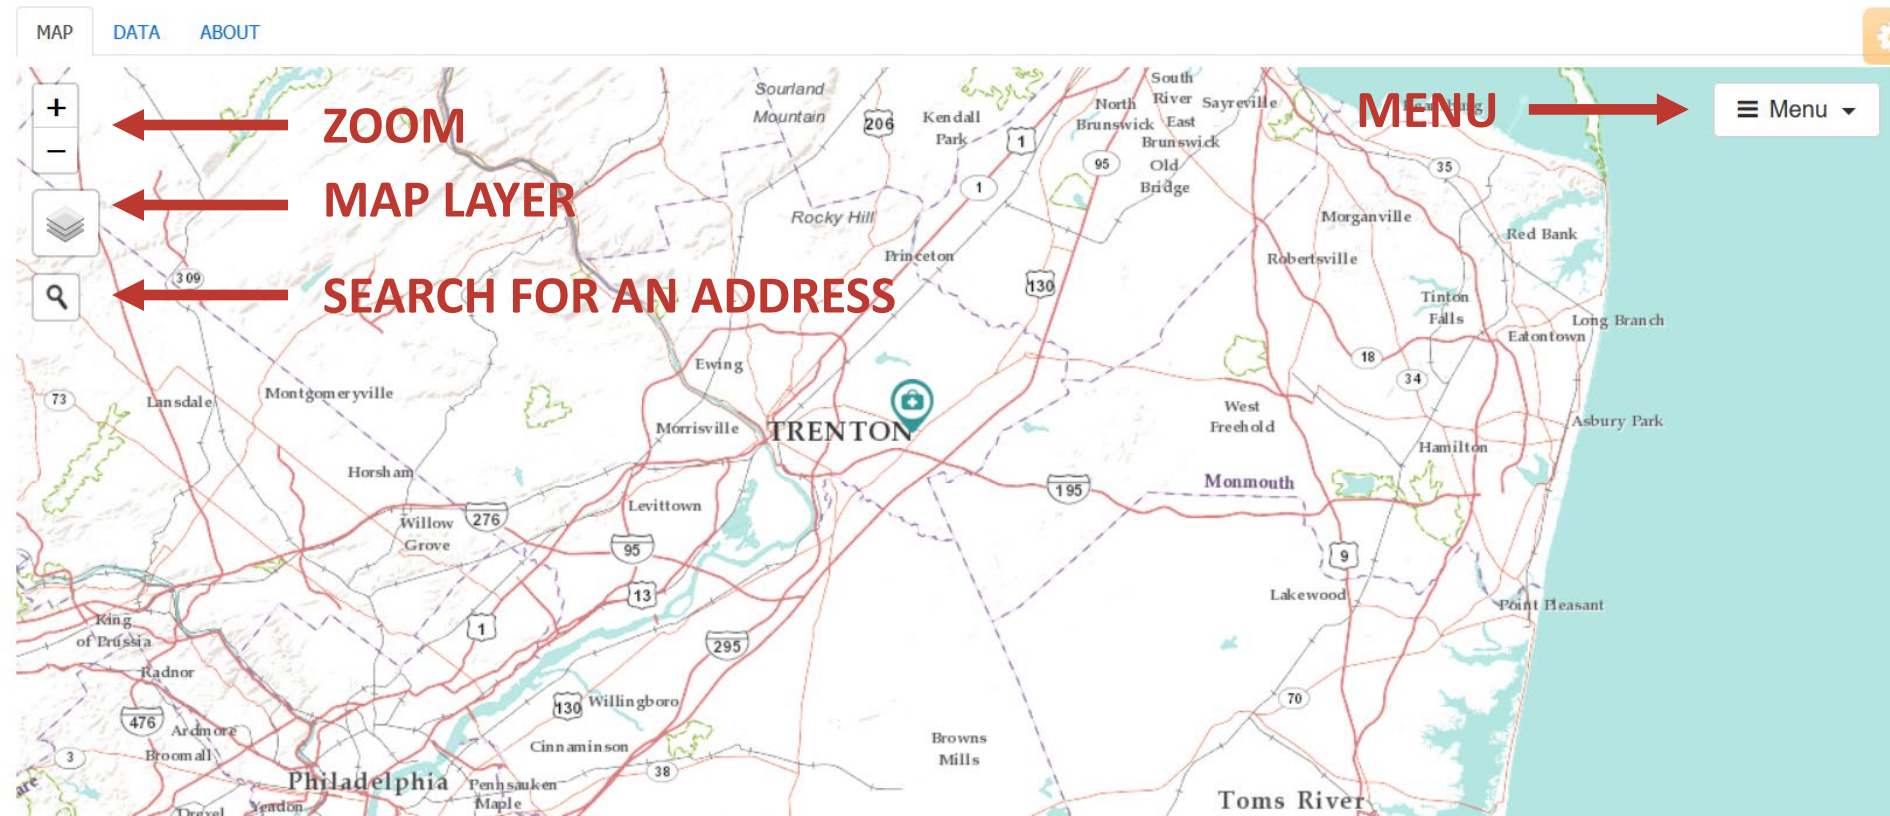 MAP DATA ABOUT
+
−
ZOOM
MAP LAYER
SEARCH FOR AN ADDRESS
MENU
Menu
Sourland
Mountain
206
Kendall
Park
1
North
Brunswick
South
River
Sayreville
East
Brunswick
Old
Bridge
95
35
1
Rocky Hill
Princeton
Morganville
Red Bank
Robertsville
309
130
Tinton
Falls
Long Branch
Eatontown
Ewing
18
34
73
Lansdale
Montgomeryville
West
Freehold
Morrisville
TRENTON
Asbury Park
Hamilton
Horsham
195
Monmouth
Levittown
Willow
Grove
276
95
9
13
Lakewood
Point Pleasant
King
of Prussia
1
295
Radnor
476
130
Willingboro
70
Ardmore
Broomall
3
Cinnaminson
Browns
Mills
38
Philadelphia
Pennsauken
Maple
Toms River
Yeadon
Drexel